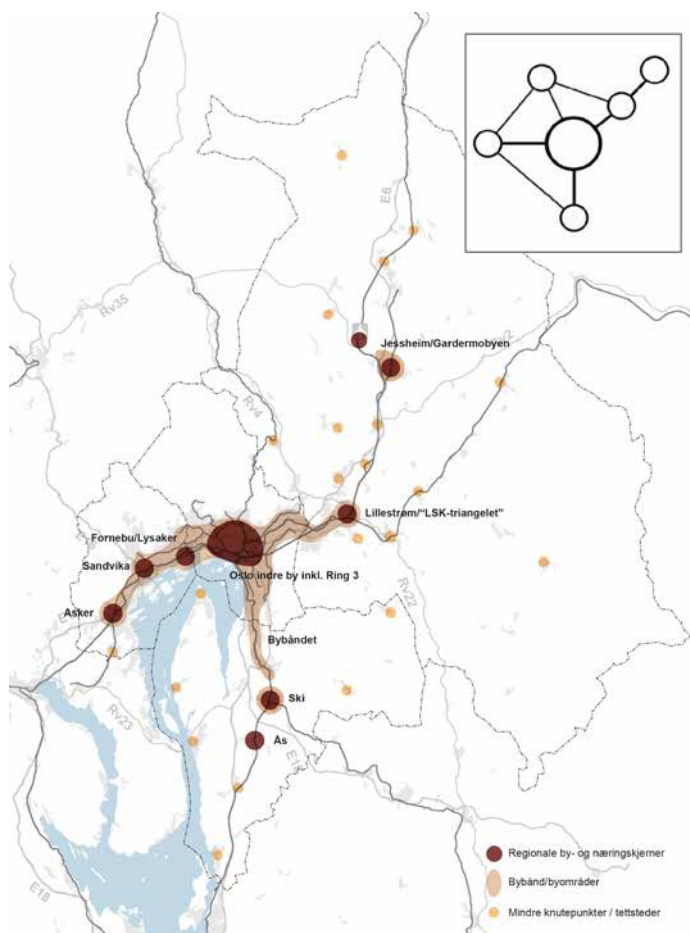 E6
Rv35
Jessheim/Gardermobyen
Rv4
Lillestrøm/"LSK-triangelet"
Fornebu/Lysaker
Sandvika
Oslo indre by inkl. Ring 3
Rv22
Asker
Bybåndet
Ski
Rv23
Ås
E18
Regionale by- og næringskjerner
Bybånd/byområder
Mindre knutepunkter / tettsteder